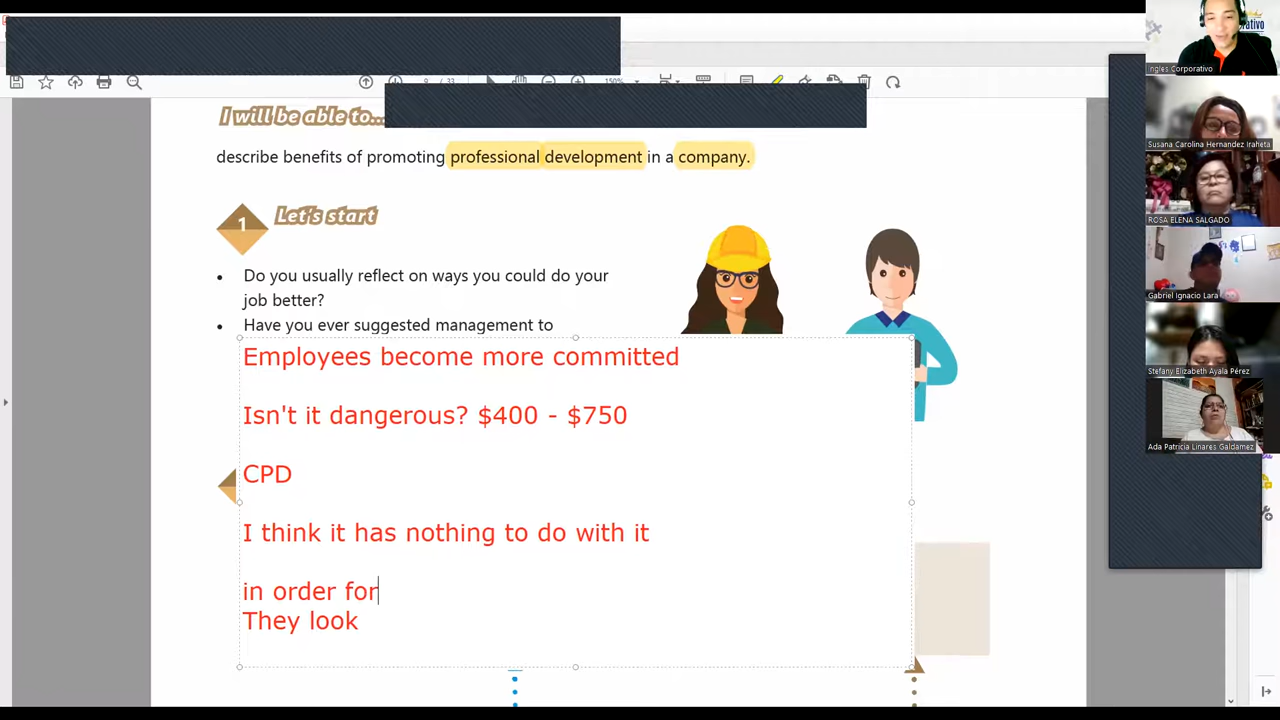 9 / 33
150%
I will be able to...
describe benefits of promoting professional development in a company.
1
Let's start
• Do you usually reflect on ways you could do your
job better?
• Have you ever suggested management to
Employees become more committed
Isn't it dangerous? $400 - $750
CPD
I think it has nothing to do with it
in order for
They look
Ingles Corporativo
Susana Carolina Hernandez Iraheta
ROSA ELENA SALGADO
Gabriel Ignacio Lara
Stefany Elizabeth Ayala Pérez
Ada Patricia Linares Galdamez